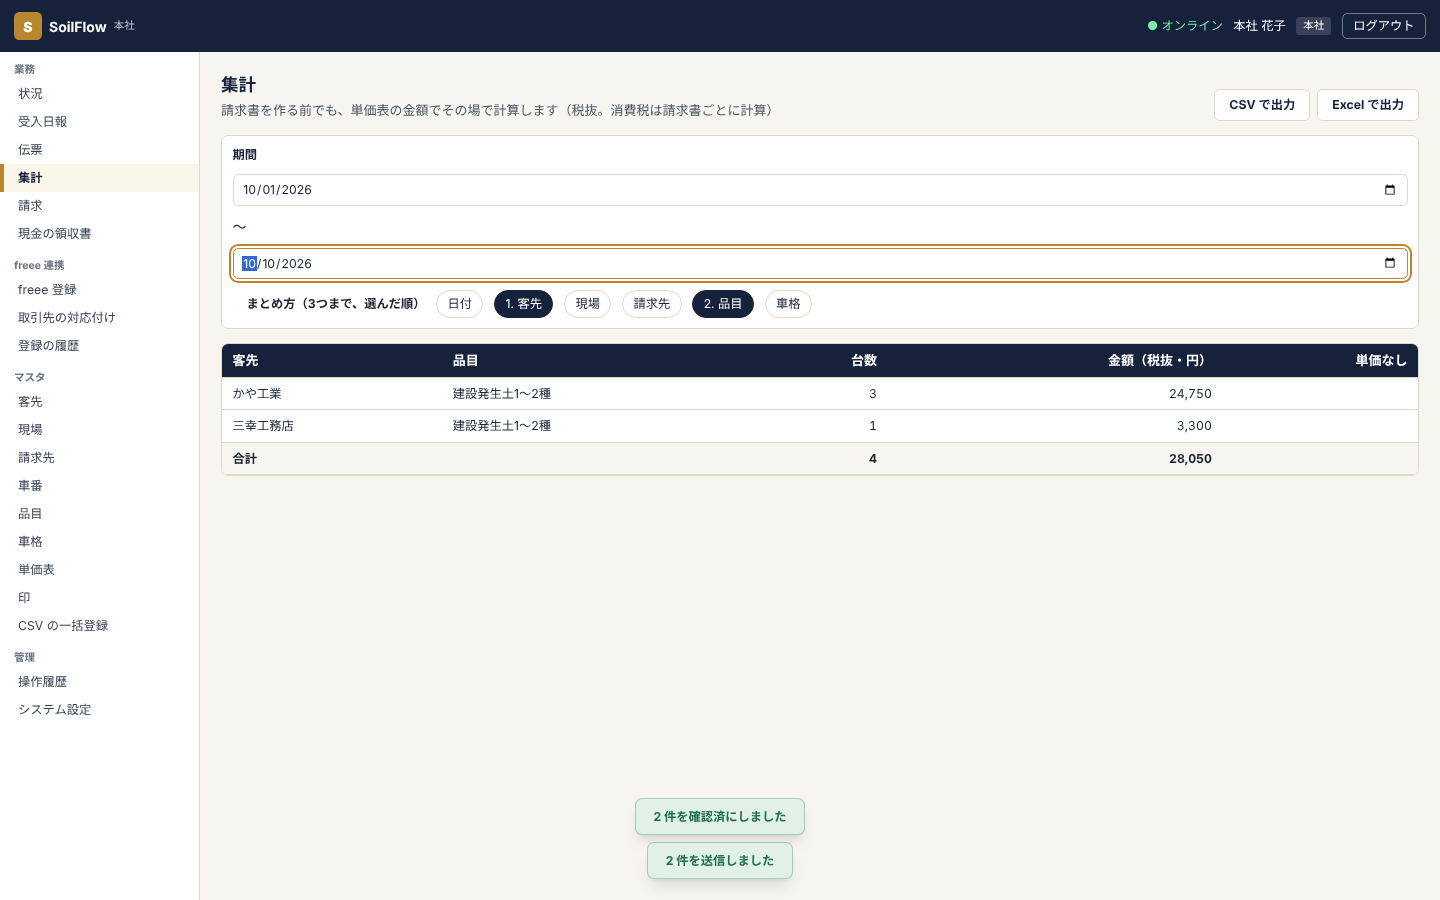 S SoilFlow 本社
オンライン 本社 花子 本社 ログアウト
業務
状況
受入日報
伝票
集計
請求
現金の領収書
freee 連携
freee 登録
取引先の対応付け
登録の履歴
マスタ
客先
現場
請求先
車番
品目
車格
単価表
印
CSV の一括登録
管理
操作履歴
システム設定
集計
請求書を作る前でも、単価表の金額でその場で計算します（税抜。消費税は請求書ごとに計算）
CSV で出力 Excel で出力
期間
10/01/2026
～
10/10/2026
まとめ方（3つまで、選んだ順） 日付 1. 客先 現場 請求先 2. 品目 車格
客先 品目 台数 金額（税抜・円） 単価なし
かや工業 建設発生土1～2種 3 24,750
三幸工務店 建設発生土1～2種 1 3,300
合計 4 28,050
2 件を確認済にしました
2 件を送信しました